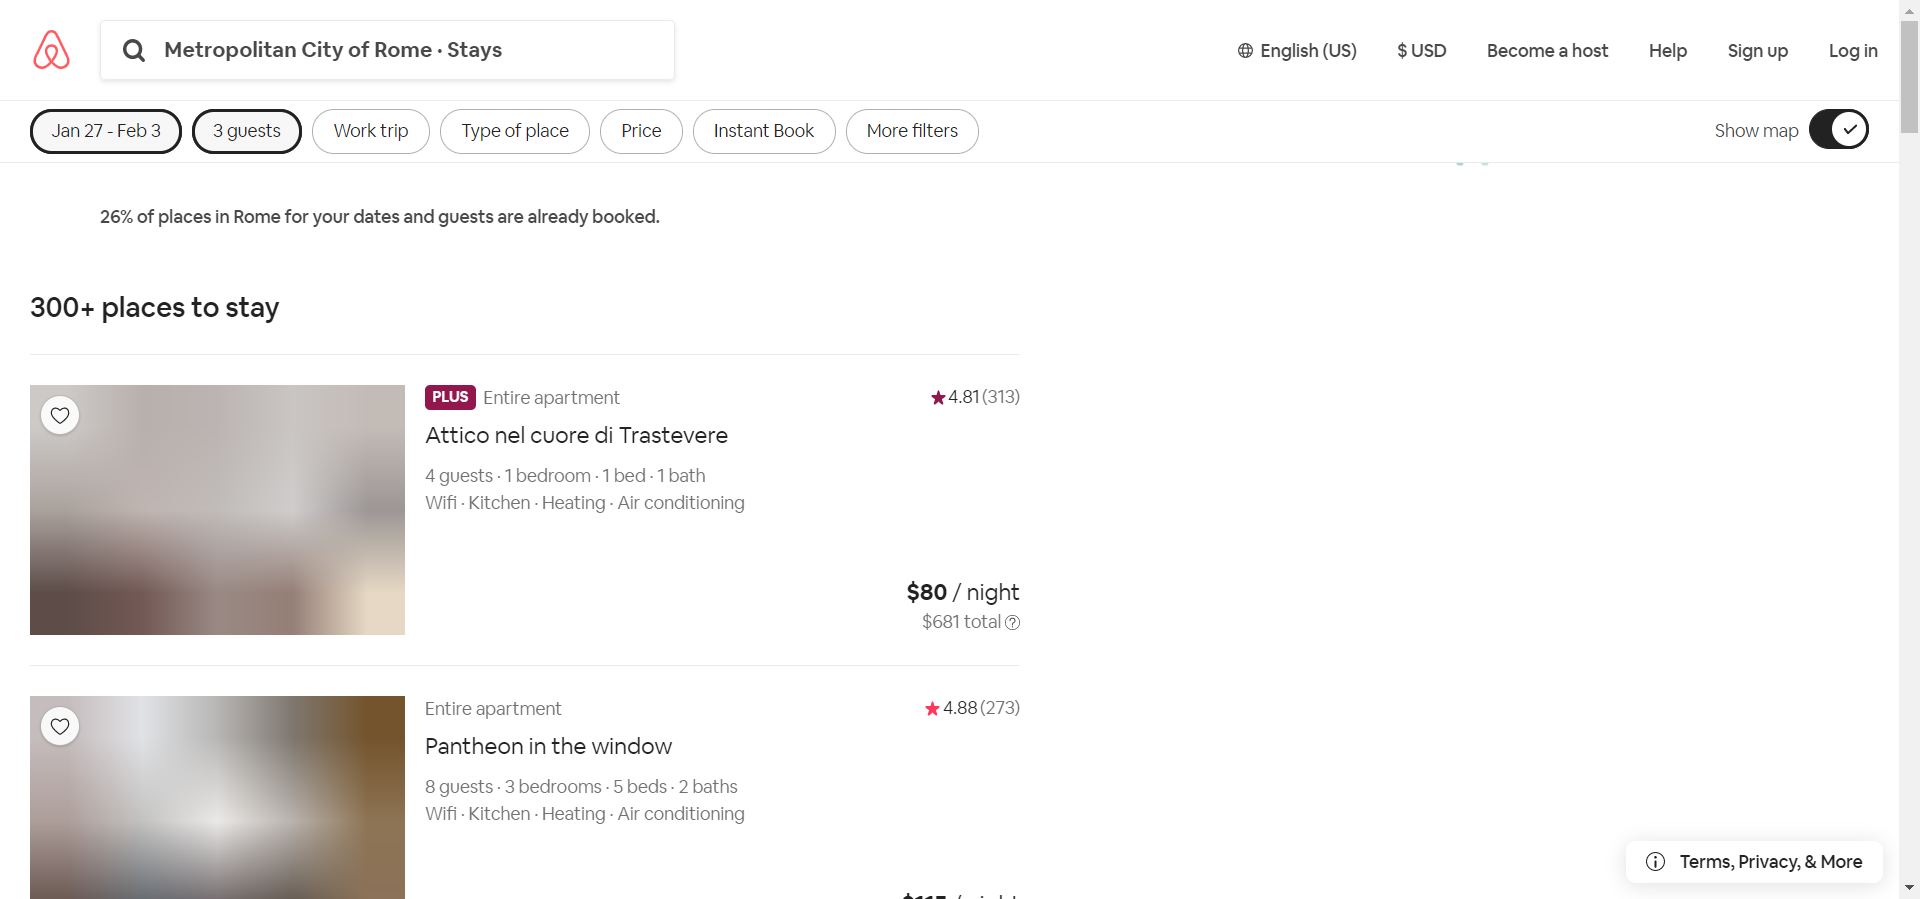 Metropolitan City of Rome · Stays
English (US)
$ USD
Become a host
Help
Sign up
Log in
Jan 27 - Feb 3
3 guests
Work trip
Type of place
Price
Instant Book
More filters
Show map
26% of places in Rome for your dates and guests are already booked.
300+ places to stay
PLUS Entire apartment
4.81 (313)
Attico nel cuore di Trastevere
4 guests · 1 bedroom · 1 bed · 1 bath
Wifi · Kitchen · Heating · Air conditioning
$80 / night
$681 total
Entire apartment
4.88 (273)
Pantheon in the window
8 guests · 3 bedrooms · 5 beds · 2 baths
Wifi · Kitchen · Heating · Air conditioning
Terms, Privacy, & More